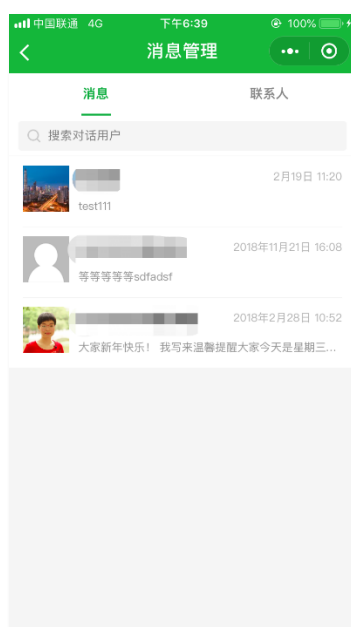 中国联通 4G 下午6:39 100%
消息管理
消息 联系人
搜索对话用户
2月19日 11:20
test111
2018年11月21日 16:08
等等等等等sdfadsf
2018年2月28日 10:52
大家新年快乐！ 我写来温馨提醒大家今天是星期三...